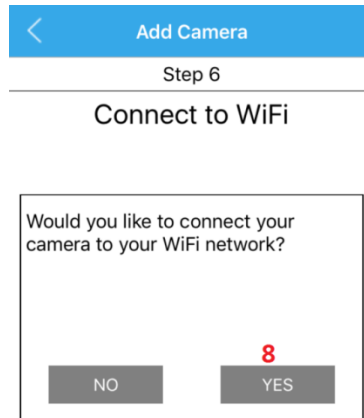 Add Camera
Step 6
Connect to WiFi
Would you like to connect your
camera to your WiFi network?
8
NO YES